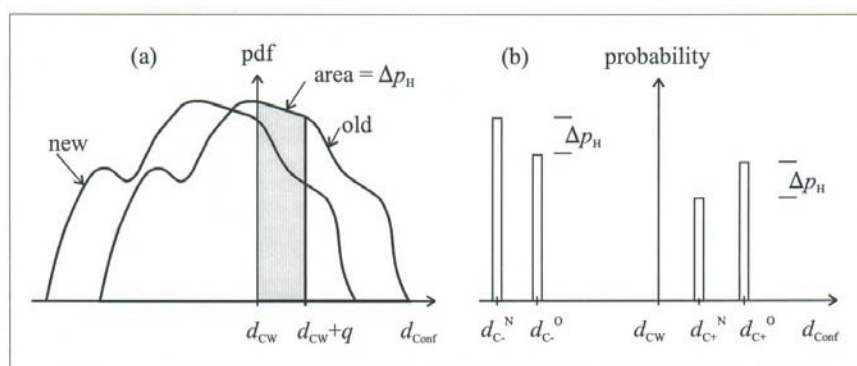 (a)
pdf
area = Δp_H
new
old
d_CW
d_CW+q
d_Conf
(b)
probability
Δp_H
Δp_H
d_C-^N
d_C-^O
d_CW
d_C+^N
d_C+^O
d_Conf